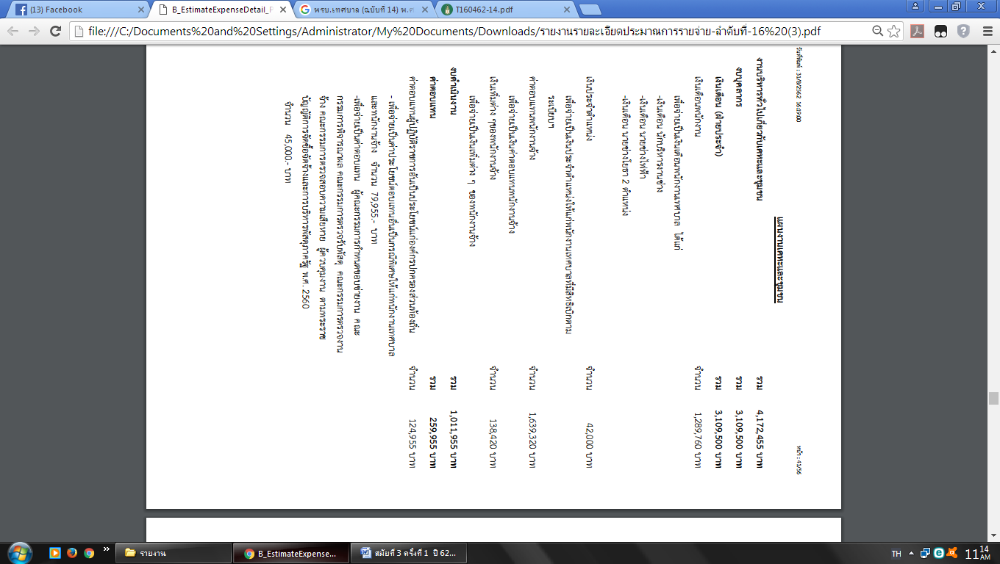 (13) Facebook
B_EstimateExpenseDetail_F
พรบ.เทศบาล (ฉบับที่ 14) พ.ศ
T160462-14.pdf
file:///C:/Documents%20and%20Settings/Administrator/My%20Documents/Downloads/รายงานรายละเอียดประมาณการรายจ่าย-ลำดับที่-16%20(3).pdf
วันที่พิมพ์ : 31/8/2562 16:19:00
หน้า : 41/56
แผนงานเคหะและชุมชน
งานบริหารทั่วไปเกี่ยวกับเคหะและชุมชน รวม 4,172,455 บาท
งบบุคลากร รวม 3,109,500 บาท
เงินเดือน (ฝ่ายประจำ) รวม 3,109,500 บาท
เงินเดือนพนักงาน จำนวน 1,289,760 บาท
เพื่อจ่ายเป็นเงินเดือนพนักงานเทศบาล ได้แก่
-เงินเดือน นักบริหารงานช่าง
-เงินเดือน นายช่างไฟฟ้า
-เงินเดือน นายช่างโยธา 2 ตำแหน่ง
เงินประจำตำแหน่ง จำนวน 42,000 บาท
เพื่อจ่ายเป็นเงินประจำตำแหน่งให้แก่พนักงานเทศบาลที่มีสิทธิเบิกตาม
ระเบียบฯ
ค่าตอบแทนพนักงานจ้าง จำนวน 1,639,320 บาท
เพื่อจ่ายเป็นเงินค่าตอบแทนพนักงานจ้าง
เงินเพิ่มต่าง ๆของพนักงานจ้าง จำนวน 138,420 บาท
เพื่อจ่ายเป็นเงินเพิ่มต่าง ๆ ของพนักงานจ้าง
งบดำเนินงาน รวม 1,011,955 บาท
ค่าตอบแทน รวม 259,955 บาท
ค่าตอบแทนผู้ปฏิบัติราชการอันเป็นประโยชน์แก่องค์กรปกครองส่วนท้องถิ่น จำนวน 124,955 บาท
- เพื่อจ่ายเป็นค่าประโยชน์ตอบแทนอื่นเป็นกรณีพิเศษให้แก่พนักงานเทศบาล
และพนักงานจ้าง จำนวน 79,955.- บาท
-เพื่อจ่ายเป็นค่าตอบแทน ผู้คณะกรรมการกำหนดขอบข่ายงาน คณะ
กรรมการพิจารณาผล คณะกรรมการตรวจรับพัสดุ คณะกรรมการตรวจงาน
จ้าง คณะกรรมการตรวจสอบความเสียหาย ผู้ควบคุมงาน ตามพระราช
บัญญัติการจัดซื้อจัดจ้างและการบริหารพัสดุภาครัฐ พ.ศ. 2560
จำนวน 45,000.- บาท
รายงาน
B_EstimateExpense...
สมัยที่ 3 ครั้งที่ 1 ปี 62...
TH
11 14 AM